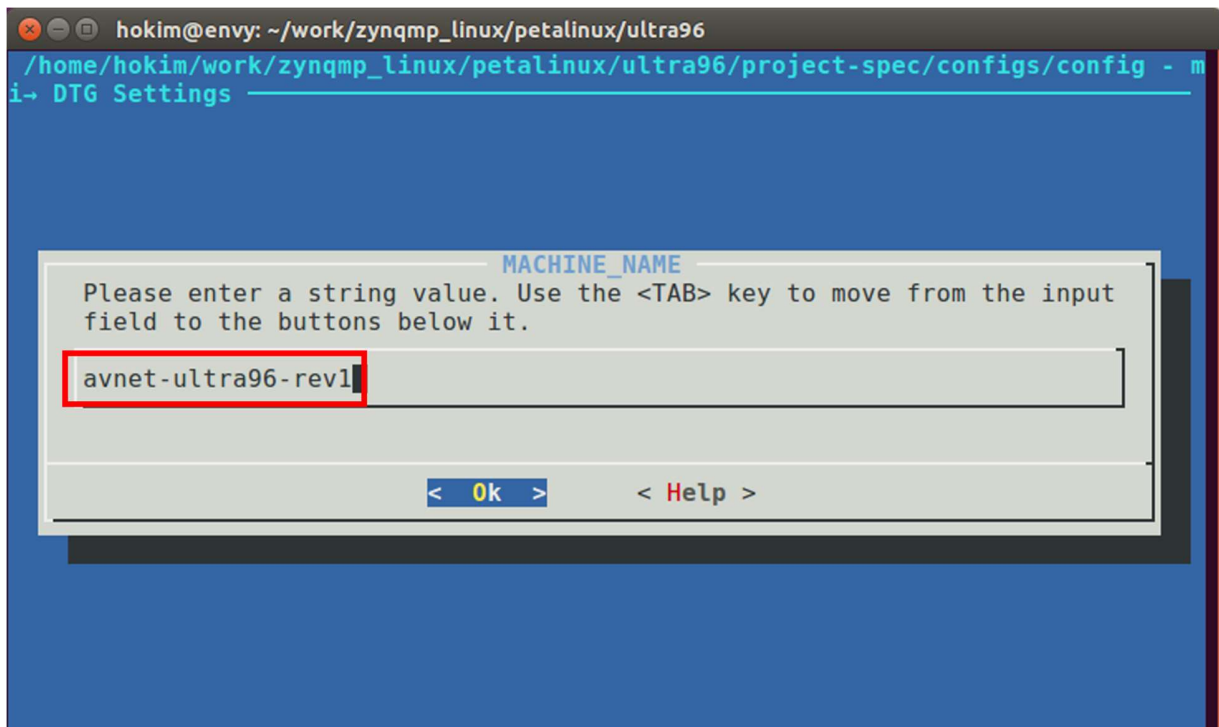 hokim@envy: ~/work/zynqmp_linux/petalinux/ultra96
/home/hokim/work/zynqmp_linux/petalinux/ultra96/project-spec/configs/config - m
i→ DTG Settings
MACHINE_NAME
Please enter a string value. Use the <TAB> key to move from the input
field to the buttons below it.
avnet-ultra96-rev1
< Ok > < Help >